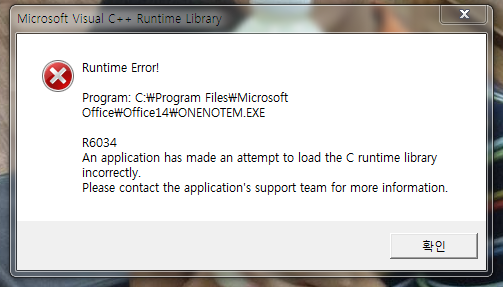 Microsoft Visual C++ Runtime Library
Runtime Error!
Program: C:₩Program Files₩Microsoft
Office₩Office14₩ONENOTEM.EXE
R6034
An application has made an attempt to load the C runtime library
incorrectly.
Please contact the application's support team for more information.
확인